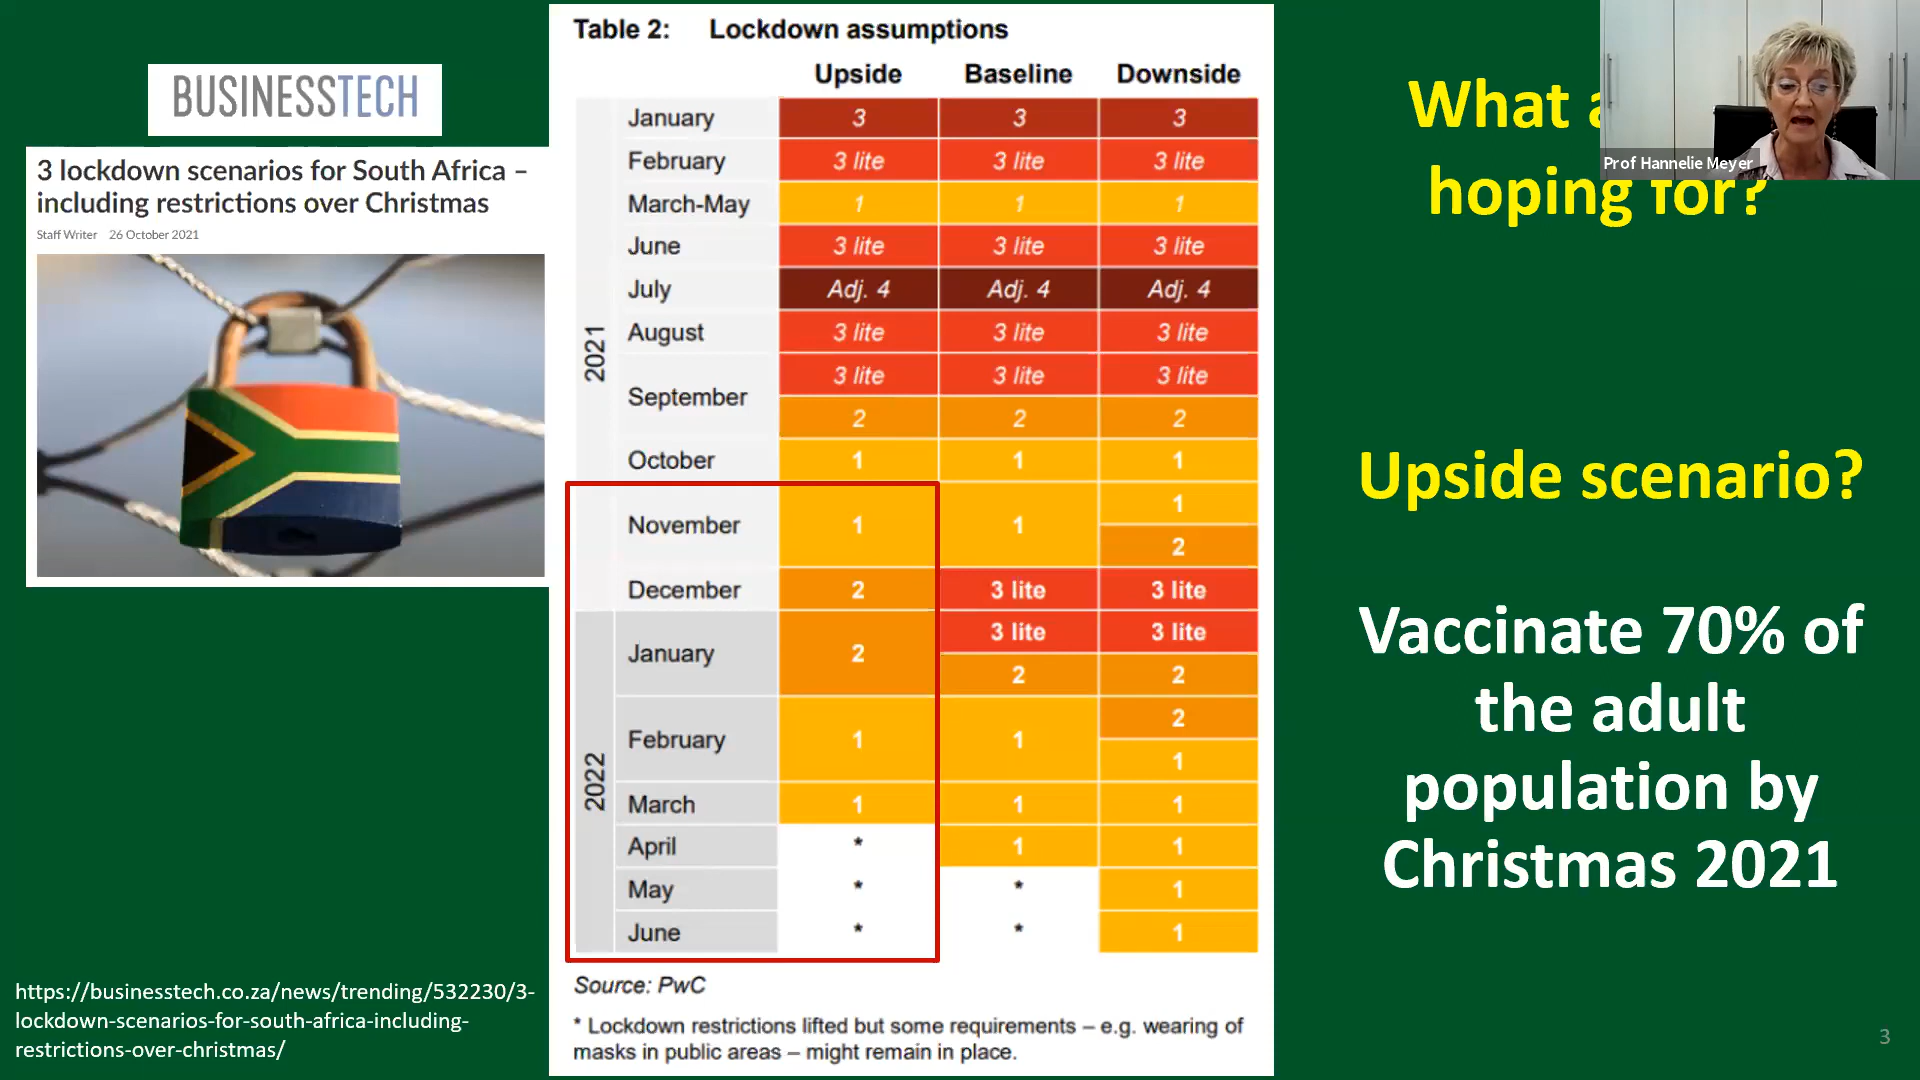 BUSINESSTECH
3 lockdown scenarios for South Africa –
including restrictions over Christmas
Staff Writer 26 October 2021
https://businesstech.co.za/news/trending/532230/3-
lockdown-scenarios-for-south-africa-including-
restrictions-over-christmas/
Table 2: Lockdown assumptions
Upside Baseline Downside
2021
January 3 3 3
February 3 lite 3 lite 3 lite
March-May 1 1 1
June 3 lite 3 lite 3 lite
July Adj. 4 Adj. 4 Adj. 4
August 3 lite 3 lite 3 lite
September 3 lite 3 lite 3 lite
2 2 2
October 1 1 1
November 1 1 1
2
December 2 3 lite 3 lite
2022
January 2 3 lite 3 lite
2 2
February 1 1 2
1
March 1 1 1
April * 1 1
May * * 1
June * * 1
Source: PwC
* Lockdown restrictions lifted but some requirements – e.g. wearing of
masks in public areas – might remain in place.
What
hoping for?
Prof Hannelie Meyer
Upside scenario?
Vaccinate 70% of
the adult
population by
Christmas 2021
3